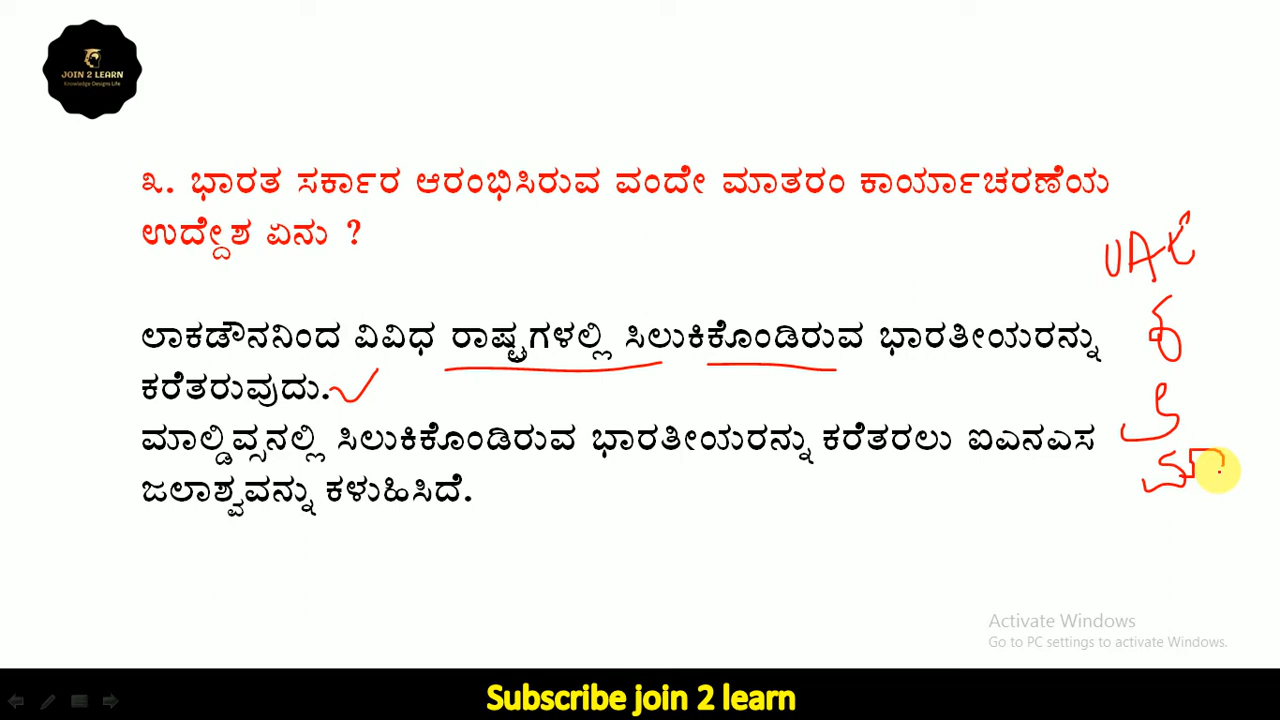 JOIN 2 LEARN
Knowledge Designs Life
೩. ಭಾರತ ಸರ್ಕಾರ ಆರಂಭಿಸಿರುವ ವಂದೇ ಮಾತರಂ ಕಾರ್ಯಾಚರಣೆಯ
ಉದ್ದೇಶ ಏನು ?
ಲಾಕಡೌನನಿಂದ ವಿವಿಧ ರಾಷ್ಟ್ರಗಳಲ್ಲಿ ಸಿಲುಕಿಕೊಂಡಿರುವ ಭಾರತೀಯರನ್ನು
ಕರೆತರುವುದು.
ಮಾಲ್ಡಿವ್ಸನಲ್ಲಿ ಸಿಲುಕಿಕೊಂಡಿರುವ ಭಾರತೀಯರನ್ನು ಕರೆತರಲು ಐಎನಎಸ
ಜಲಾಶ್ವವನ್ನು ಕಳುಹಿಸಿದೆ.
Activate Windows
Go to PC settings to activate Windows.
Subscribe join 2 learn